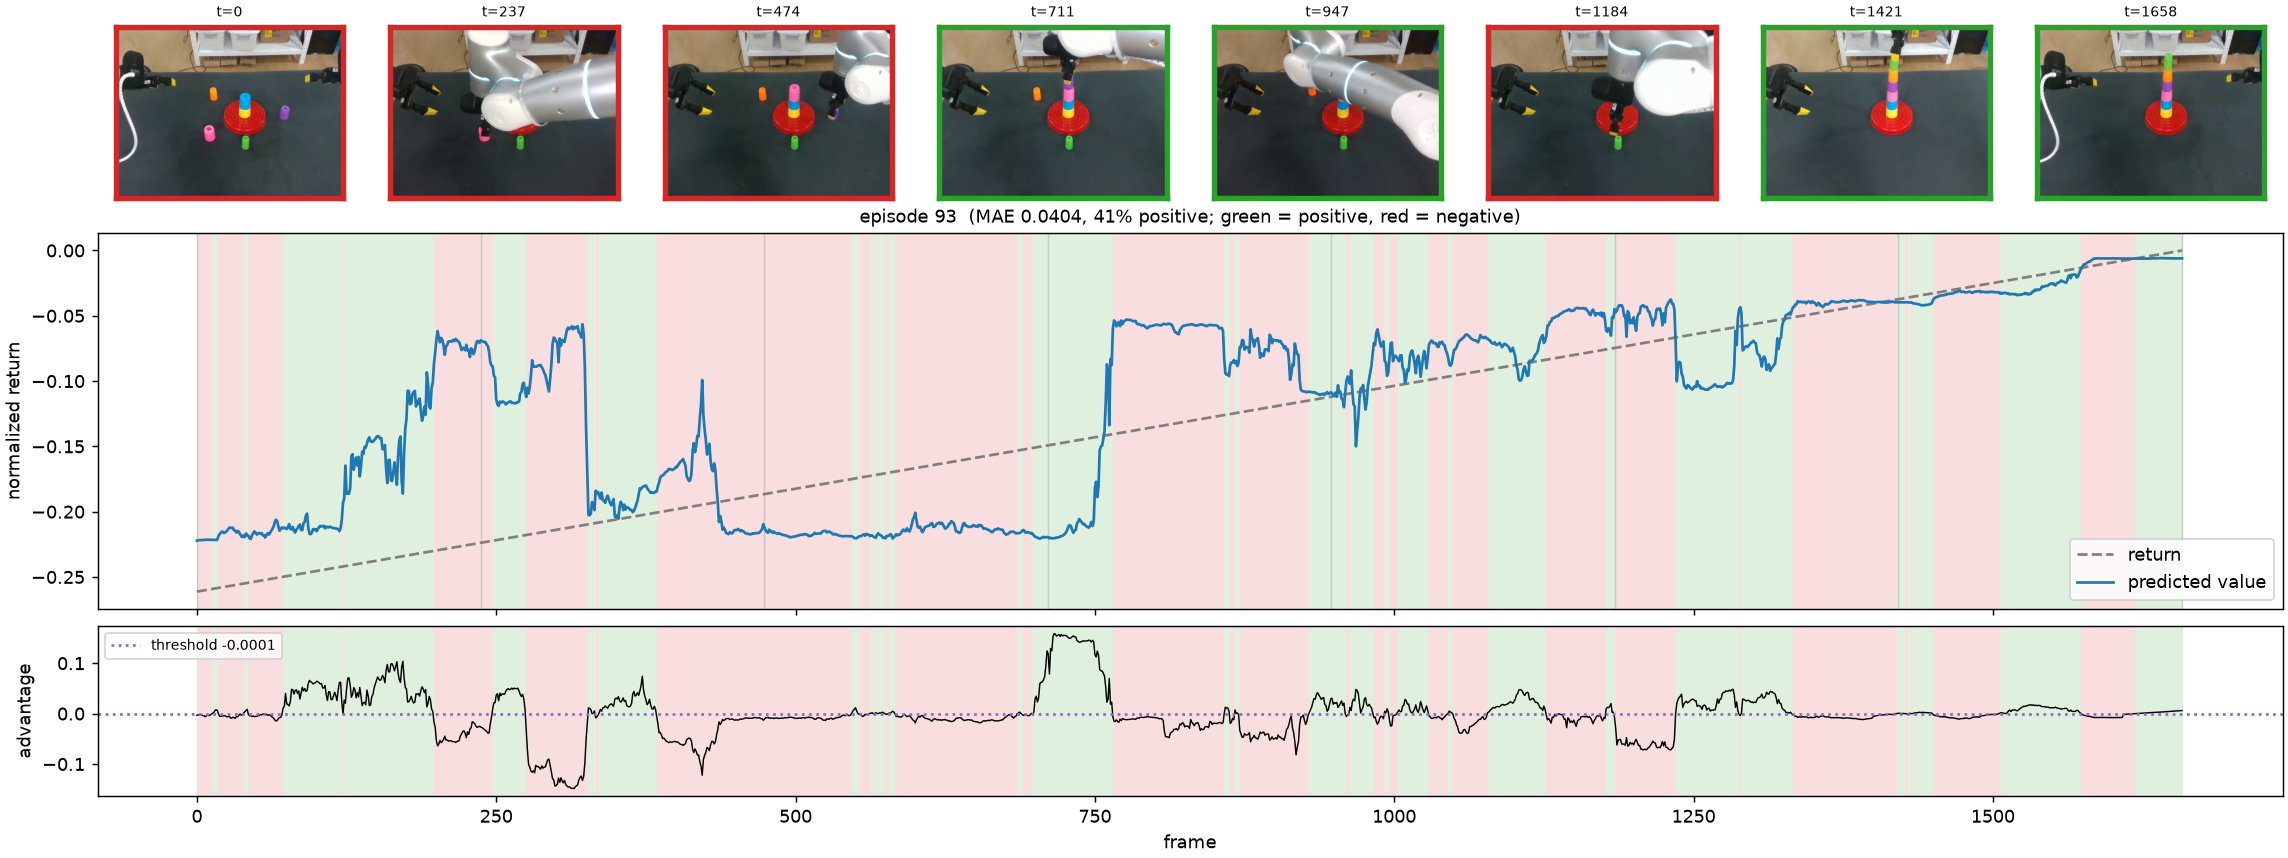 t=0
t=237
t=474
t=711
t=947
t=1184
t=1421
t=1658
episode 93 (MAE 0.0404, 41% positive; green = positive, red = negative)
normalized return
0.00
−0.05
−0.10
−0.15
−0.20
−0.25
return
predicted value
advantage
0.1
0.0
−0.1
threshold -0.0001
0
250
500
750
1000
1250
1500
frame